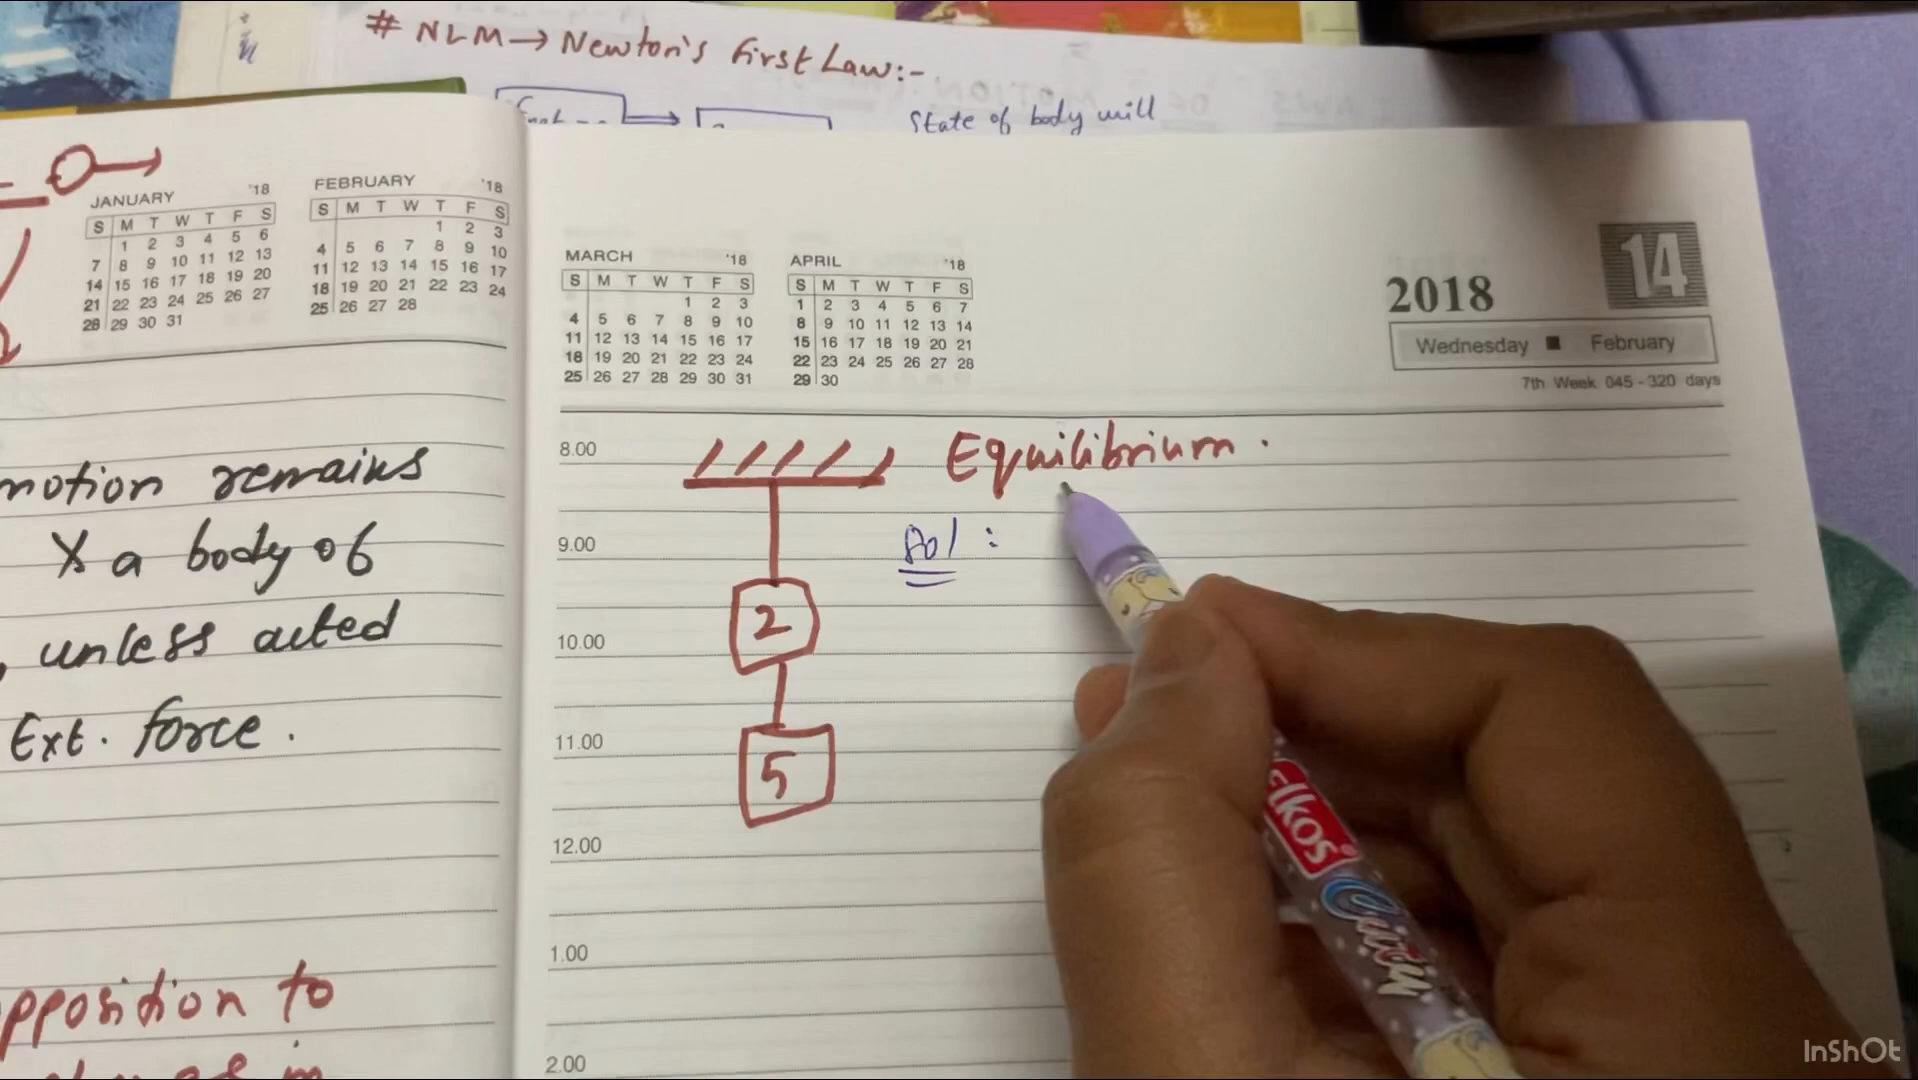 # NLM → Newton's First Law:-
State of body will
JANUARY '18
S M T W T F S
1 2 3 4 5 6
7 8 9 10 11 12 13
14 15 16 17 18 19 20
21 22 23 24 25 26 27
28 29 30 31
FEBRUARY '18
S M T W T F S
1 2 3
4 5 6 7 8 9 10
11 12 13 14 15 16 17
18 19 20 21 22 23 24
25 26 27 28
motion remains
X a body of
, unless acted
Ext. force.
pposition to
MARCH '18
S M T W T F S
1 2 3
4 5 6 7 8 9 10
11 12 13 14 15 16 17
18 19 20 21 22 23 24
25 26 27 28 29 30 31
APRIL '18
S M T W T F S
1 2 3 4 5 6 7
8 9 10 11 12 13 14
15 16 17 18 19 20 21
22 23 24 25 26 27 28
29 30
2018
14
Wednesday ■ February
7th Week 045-320 days
8.00
Equilibrium.
9.00
Sol :
2
10.00
11.00
5
12.00
1.00
2.00
elkos
InShOt